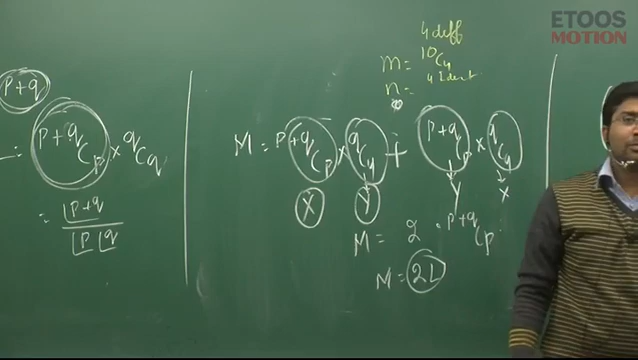 ETOOS
MOTION
4 diff
m = 10C4
n = 4 Ident
p+q
= p+qCp × qCq
= ⌊p+q / ⌊p ⌊q
M = p+qCp × qCq + p+qCp × qCq
X Y Y X
M = 2 · p+qCp
M = 2L